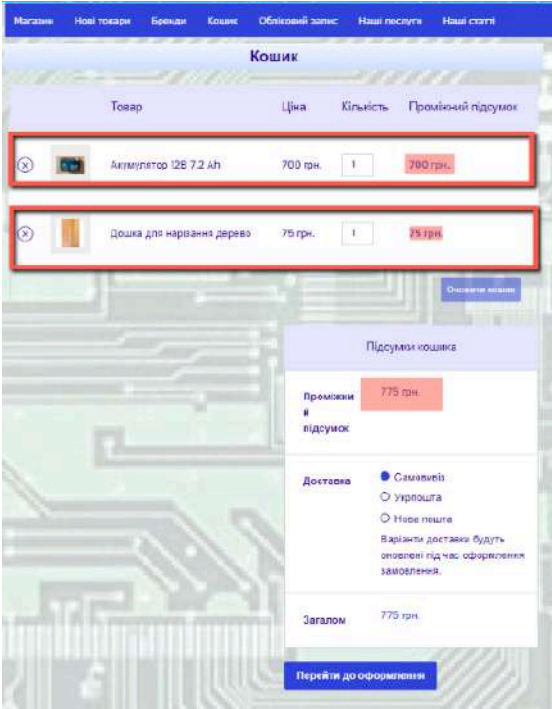 Магазин Нові товари Бренди Кошик Обліковий запис Наші послуги Наші статті
Кошик
Товар Ціна Кількість Проміжний підсумок
Акумулятор 12В 7.2 Ah 700 грн. 1 700 грн.
Дошка для нарізання дерево 75 грн. 1 75 грн.
Оновити кошик
Підсумки кошика
Проміжни 775 грн.
й
підсумок
Доставка Самовивіз
Укрпошта
Нова пошта
Варіанти доставки будуть
оновлені під час оформлення
замовлення.
Загалом 775 грн.
Перейти до оформлення